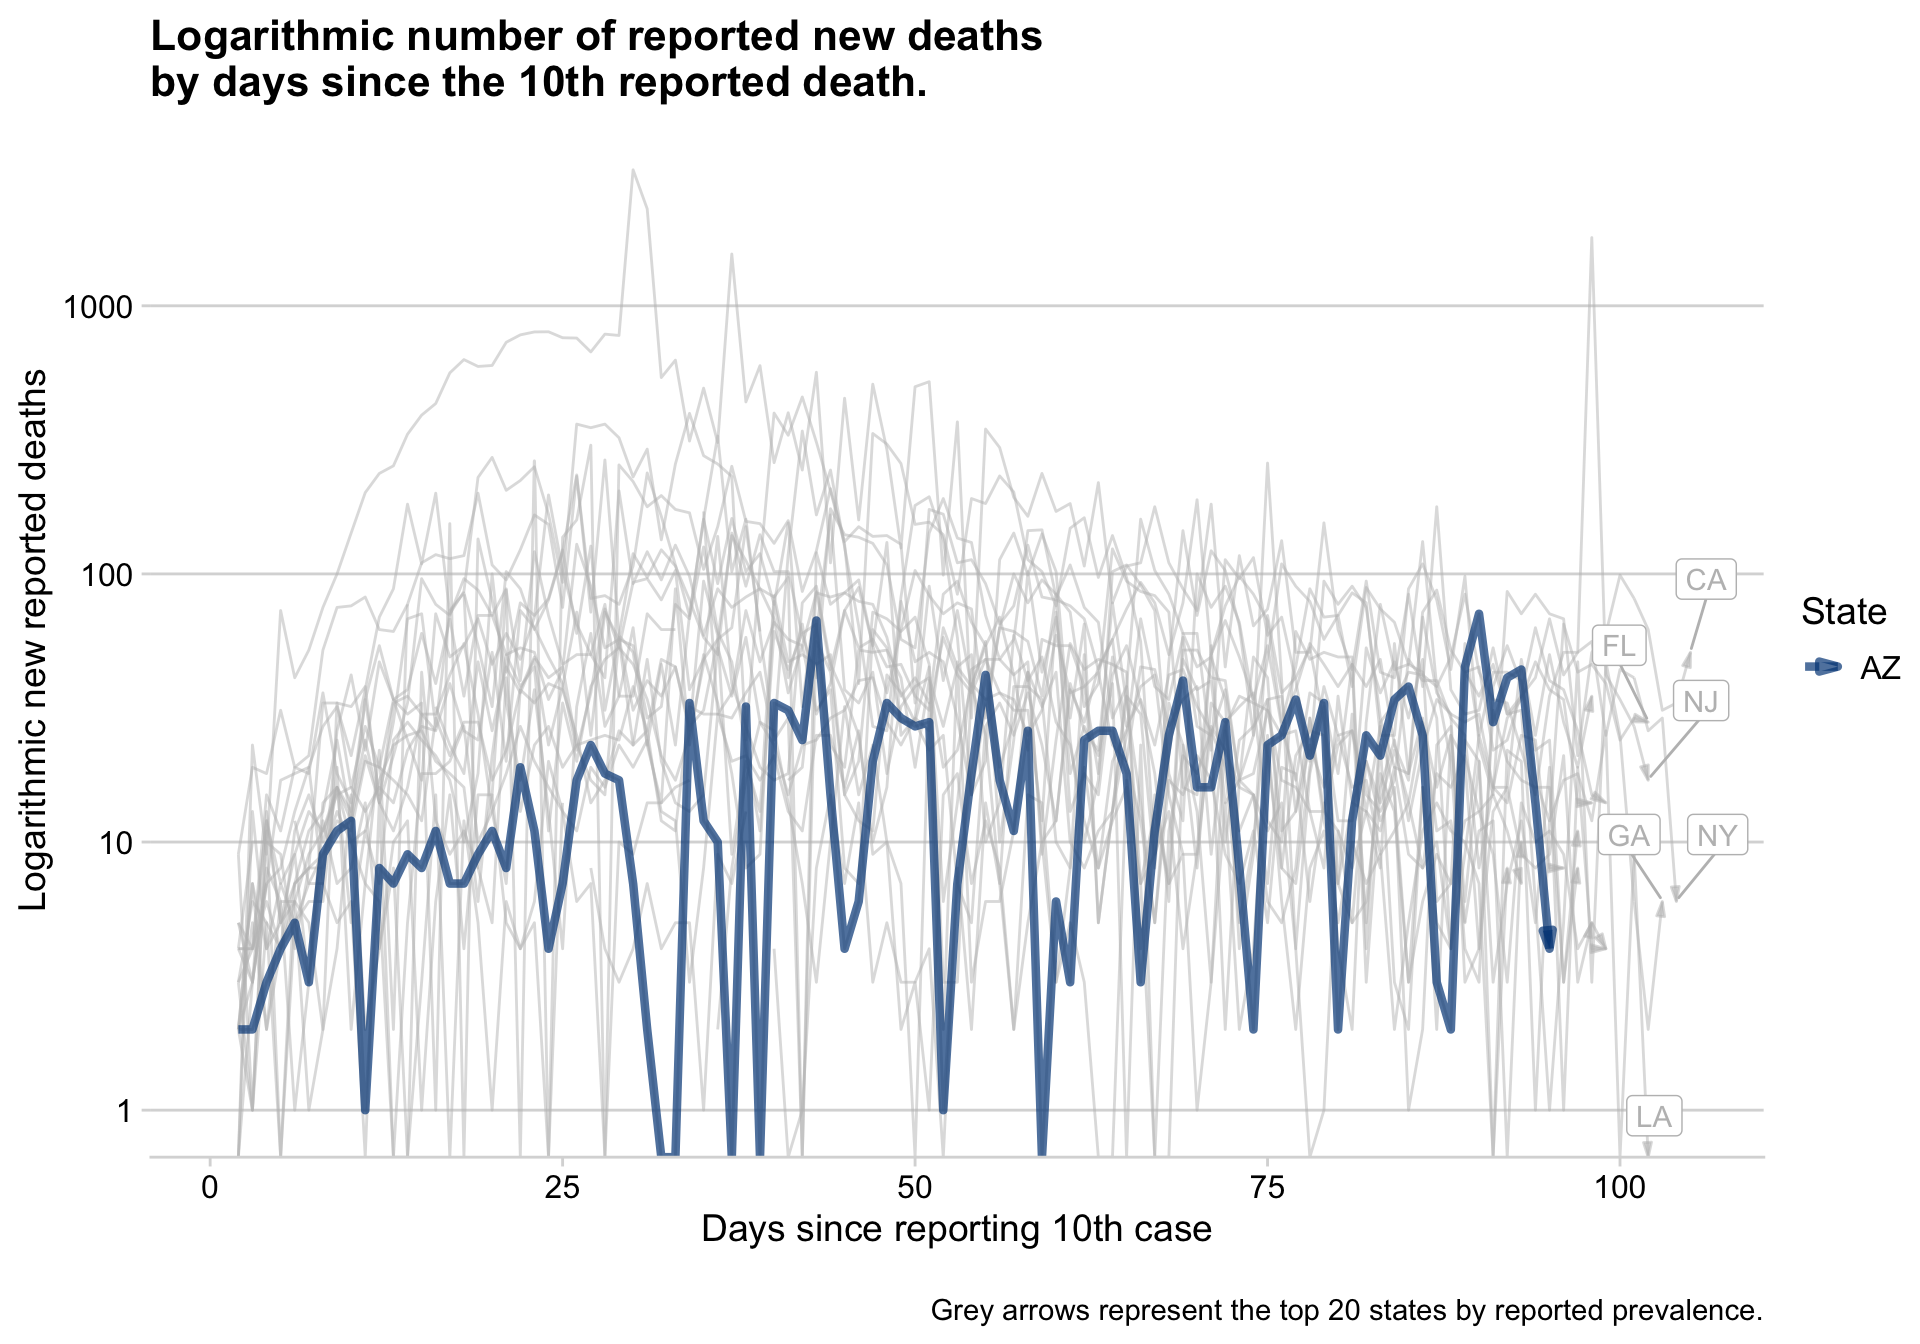 Logarithmic number of reported new deaths
by days since the 10th reported death.
Logarithmic new reported deaths
1000
100
10
1
CA
FL
NJ
GA
NY
LA
State
AZ
0
25
50
75
100
Days since reporting 10th case
Grey arrows represent the top 20 states by reported prevalence.